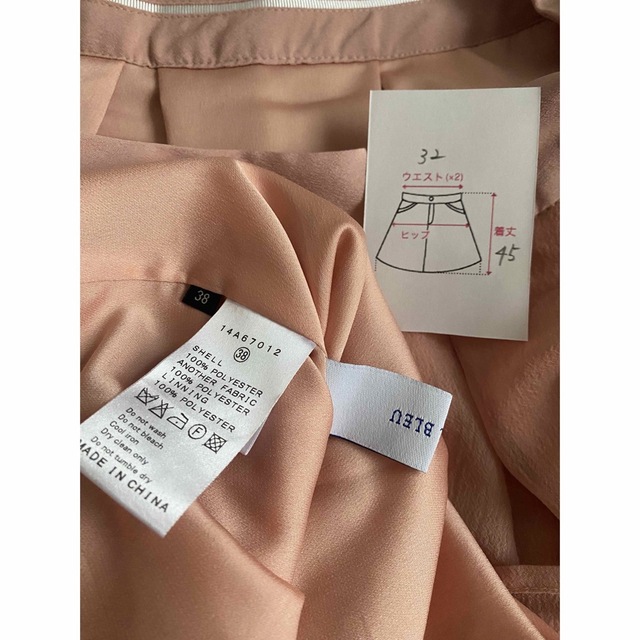 32
ウエスト(×2)
ヒップ
着丈
45
38
14A67012
38
SHELL
100% POLYESTER
ANOTHER FABRIC
100% POLYESTER
LINNING
100% POLYESTER
Do not wash
Do not bleach
Cool iron
Dry clean only
Do not tumble dry
MADE IN CHINA
BLEU